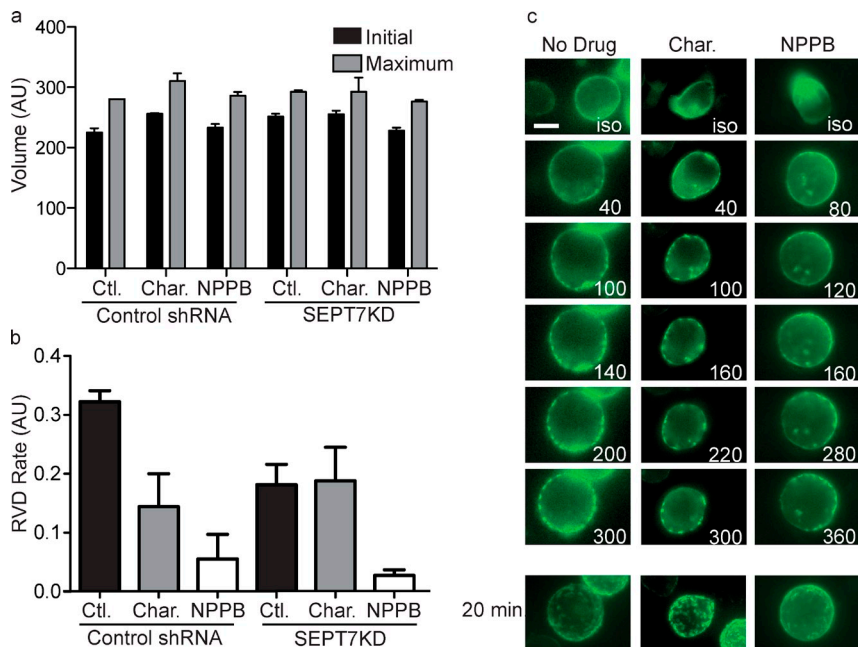 a
Volume (AU)
400
300
200
100
0
Initial
Maximum
Ctl. Char. NPPB Ctl. Char. NPPB
Control shRNA SEPT7KD
b
RVD Rate (AU)
0.4
0.3
0.2
0.1
0.0
Ctl. Char. NPPB Ctl. Char. NPPB
Control shRNA SEPT7KD
c
No Drug Char. NPPB
iso iso iso
40 40 80
100 100 120
140 160 160
200 220 280
300 300 360
20 min.